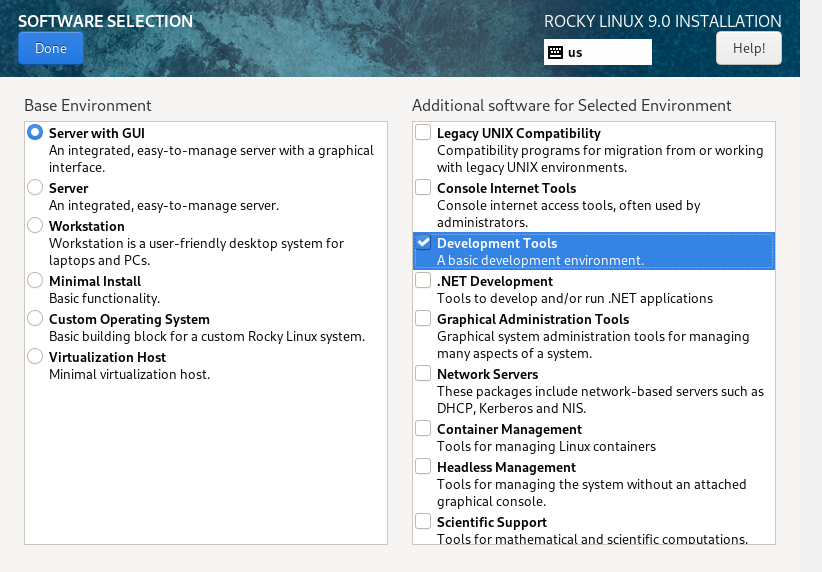 SOFTWARE SELECTION
ROCKY LINUX 9.0 INSTALLATION
Done
us
Help!
Base Environment
Server with GUI
An integrated, easy-to-manage server with a graphical
interface.
Server
An integrated, easy-to-manage server.
Workstation
Workstation is a user-friendly desktop system for
laptops and PCs.
Minimal Install
Basic functionality.
Custom Operating System
Basic building block for a custom Rocky Linux system.
Virtualization Host
Minimal virtualization host.
Additional software for Selected Environment
Legacy UNIX Compatibility
Compatibility programs for migration from or working
with legacy UNIX environments.
Console Internet Tools
Console internet access tools, often used by
administrators.
Development Tools
A basic development environment.
.NET Development
Tools to develop and/or run .NET applications
Graphical Administration Tools
Graphical system administration tools for managing
many aspects of a system.
Network Servers
These packages include network-based servers such as
DHCP, Kerberos and NIS.
Container Management
Tools for managing Linux containers
Headless Management
Tools for managing the system without an attached
graphical console.
Scientific Support
Tools for mathematical and scientific computations.